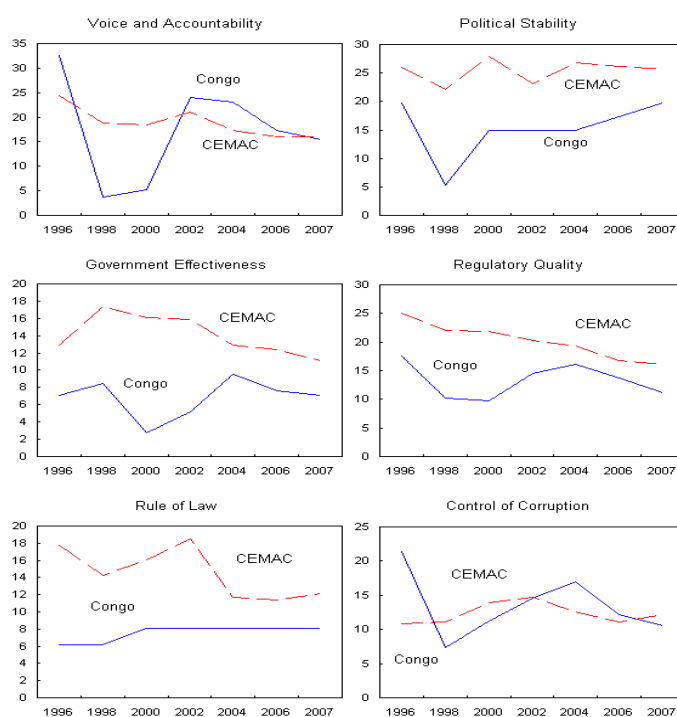 Voice and Accountability
35
30
25
20
15
10
5
0
Congo
CEMAC
1996 1998 2000 2002 2004 2006 2007
Political Stability
30
25
20
15
10
5
0
CEMAC
Congo
1996 1998 2000 2002 2004 2006 2007
Government Effectiveness
20
18
16
14
12
10
8
6
4
2
0
CEMAC
Congo
1996 1998 2000 2002 2004 2006 2007
Regulatory Quality
30
25
20
15
10
5
0
CEMAC
Congo
1996 1998 2000 2002 2004 2006 2007
Rule of Law
20
18
16
14
12
10
8
6
4
2
0
CEMAC
Congo
1996 1998 2000 2002 2004 2006 2007
Control of Corruption
25
20
15
10
5
0
CEMAC
Congo
1996 1998 2000 2002 2004 2006 2007